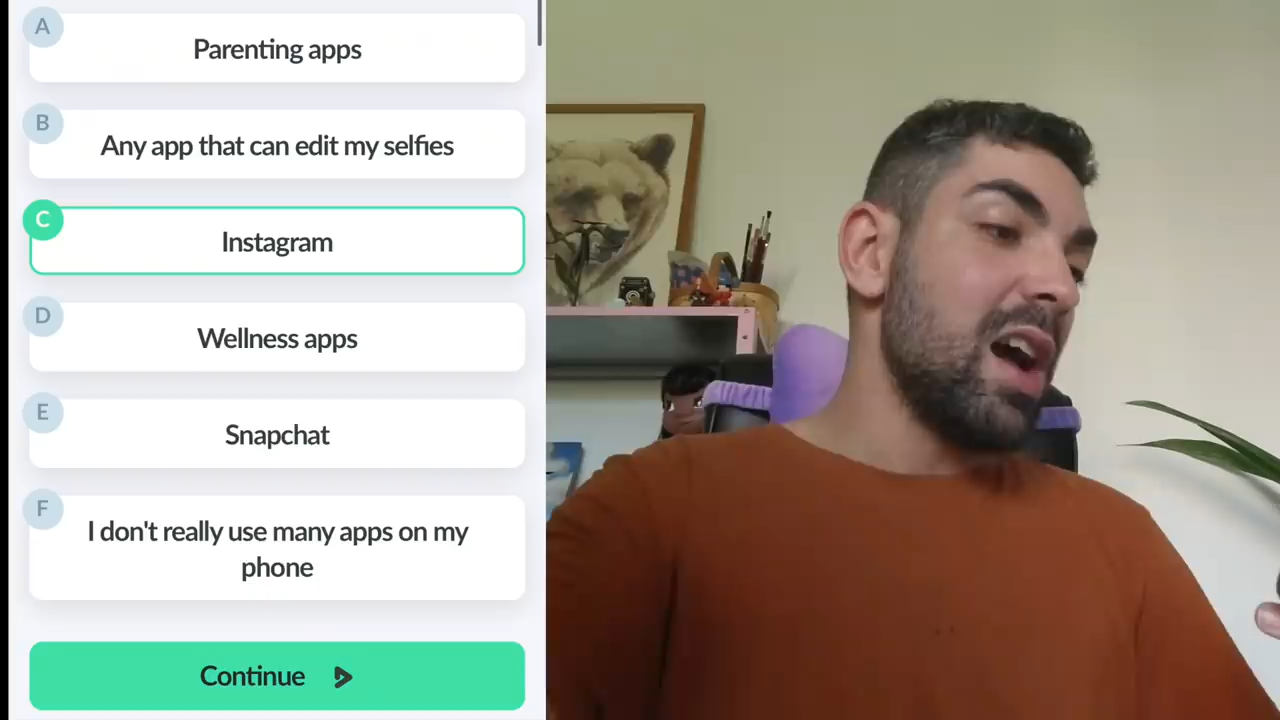 A
Parenting apps
B
Any app that can edit my selfies
C
Instagram
D
Wellness apps
E
Snapchat
F
I don't really use many apps on my
phone
Continue